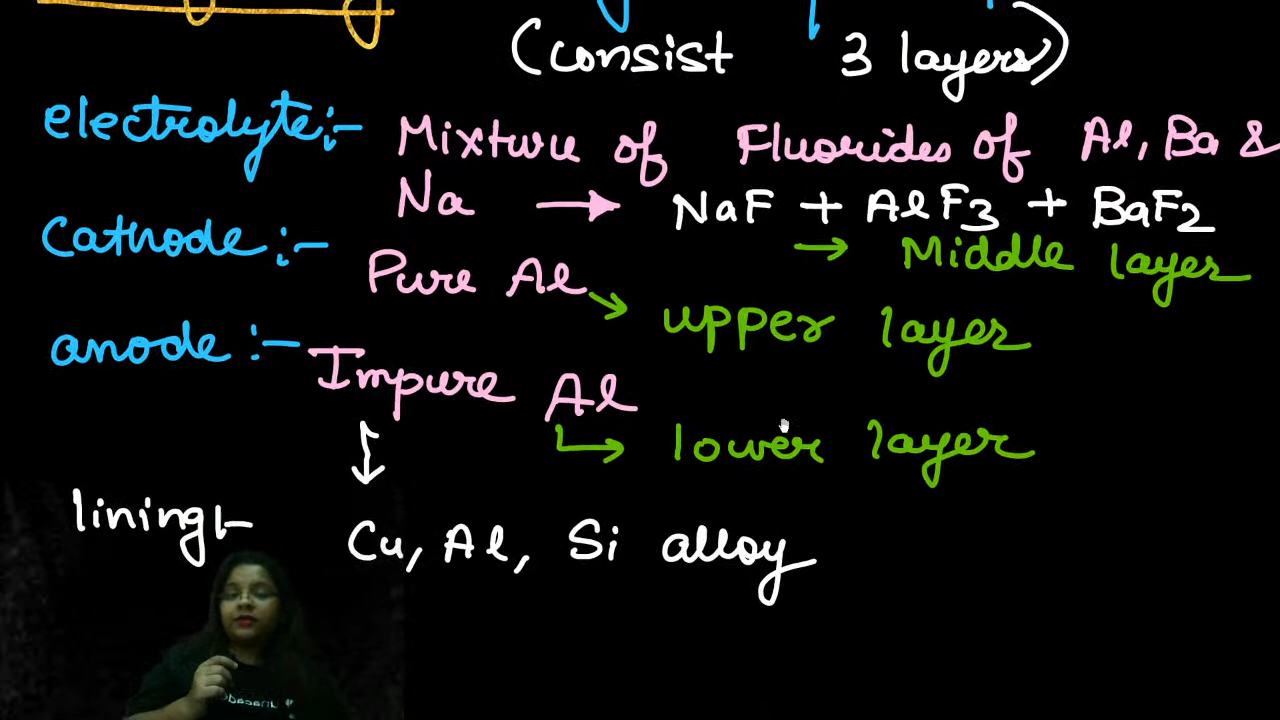 (consist 3 layers)
electrolyte:- Mixture of Fluorides of Al, Ba &
Na → NaF + AlF3 + BaF2
→ Middle layer
Cathode:- Pure Al → upper layer
anode:- Impure Al
↳ lower layer
lining:- Cu, Al, Si alloy